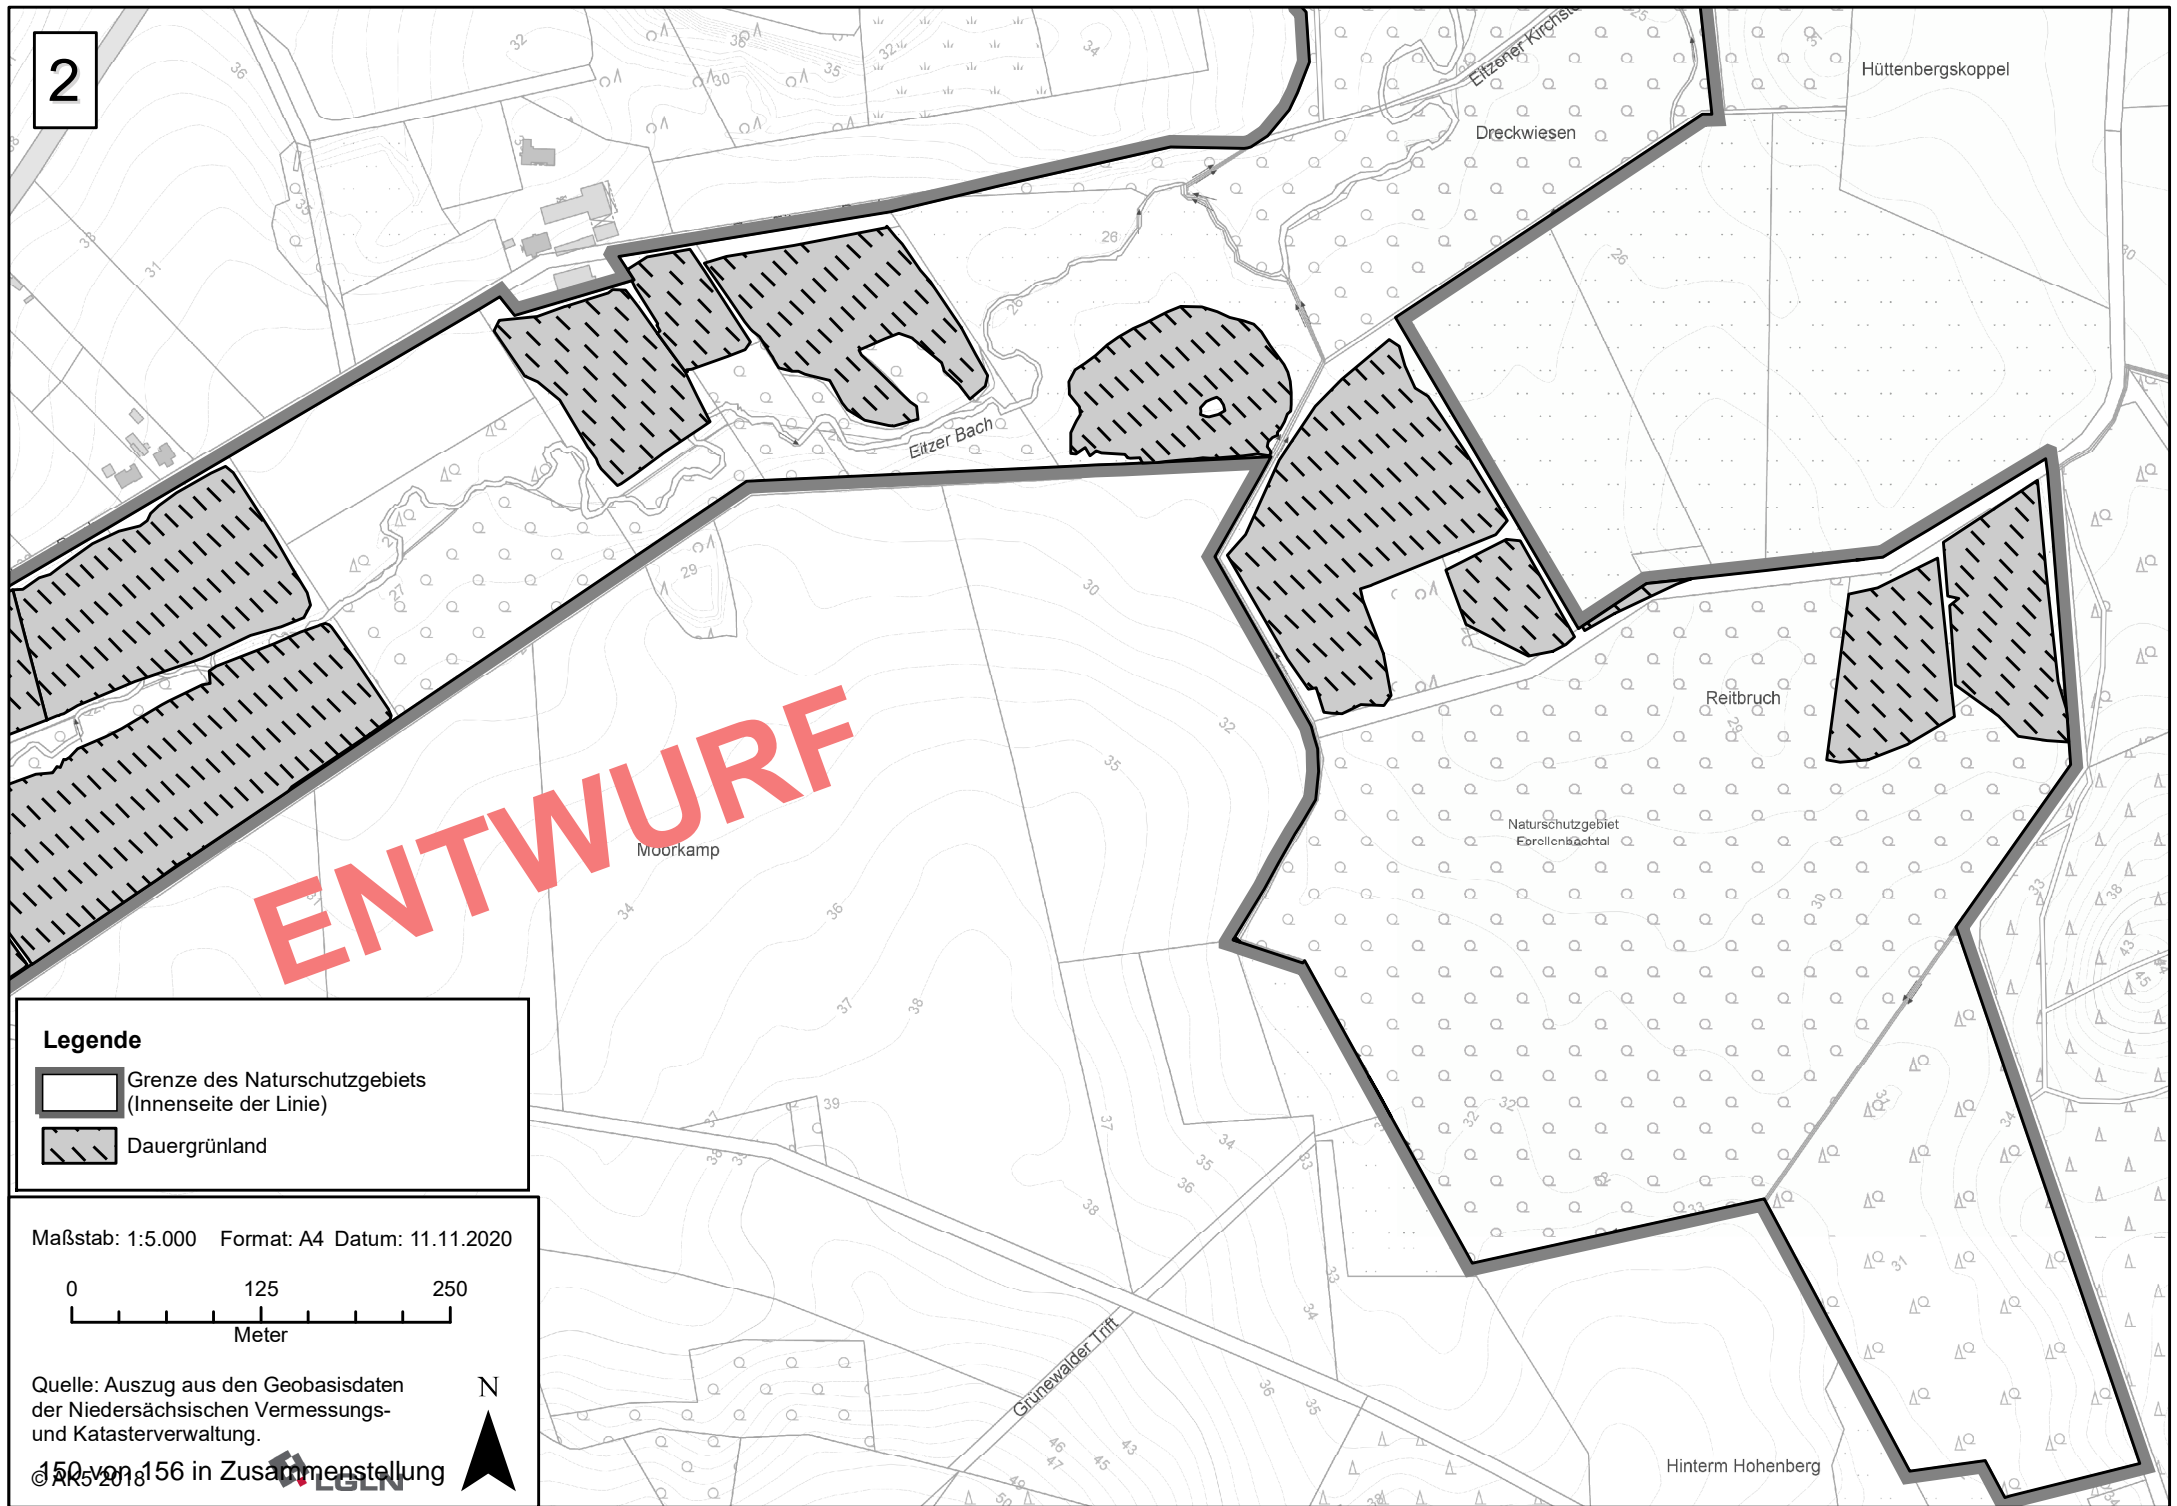 2
Eitzener
Hüttenbergskoppel
Dreckwiesen
Eitzer Bach
Reitbruch
Naturschutzgebiet
Forellenbachtal
Moorkamp
ENTWURF
Grünewalder Trift
Hinterm Hohenberg
Legende
Grenze des Naturschutzgebiets
(Innenseite der Linie)
Dauergrünland
Maßstab: 1:5.000 Format: A4 Datum: 11.11.2020
0 125 250
Meter
Quelle: Auszug aus den Geobasisdaten
der Niedersächsischen Vermessungs-
und Katasterverwaltung.
N
© AK5 2018
LGLN
150 von 156 in Zusammenstellung